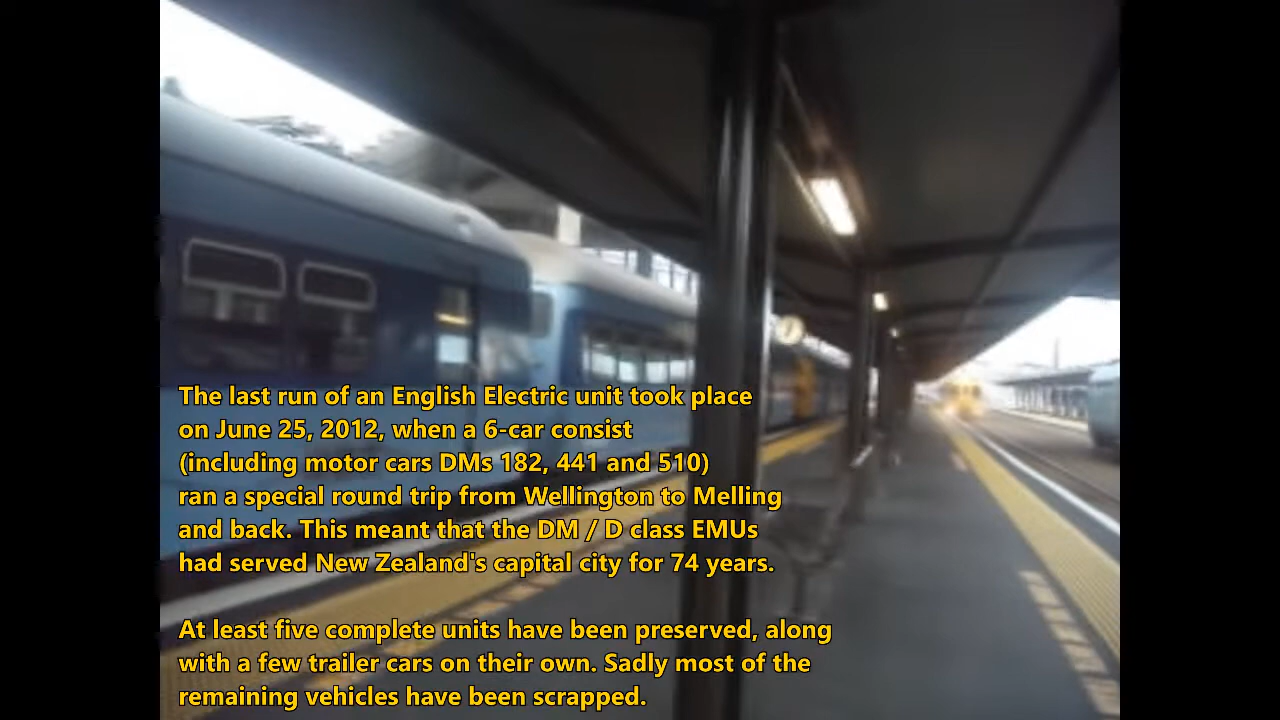 The last run of an English Electric unit took place
on June 25, 2012, when a 6-car consist
(including motor cars DMs 182, 441 and 510)
ran a special round trip from Wellington to Melling
and back. This meant that the DM / D class EMUs
had served New Zealand's capital city for 74 years.
At least five complete units have been preserved, along
with a few trailer cars on their own. Sadly most of the
remaining vehicles have been scrapped.